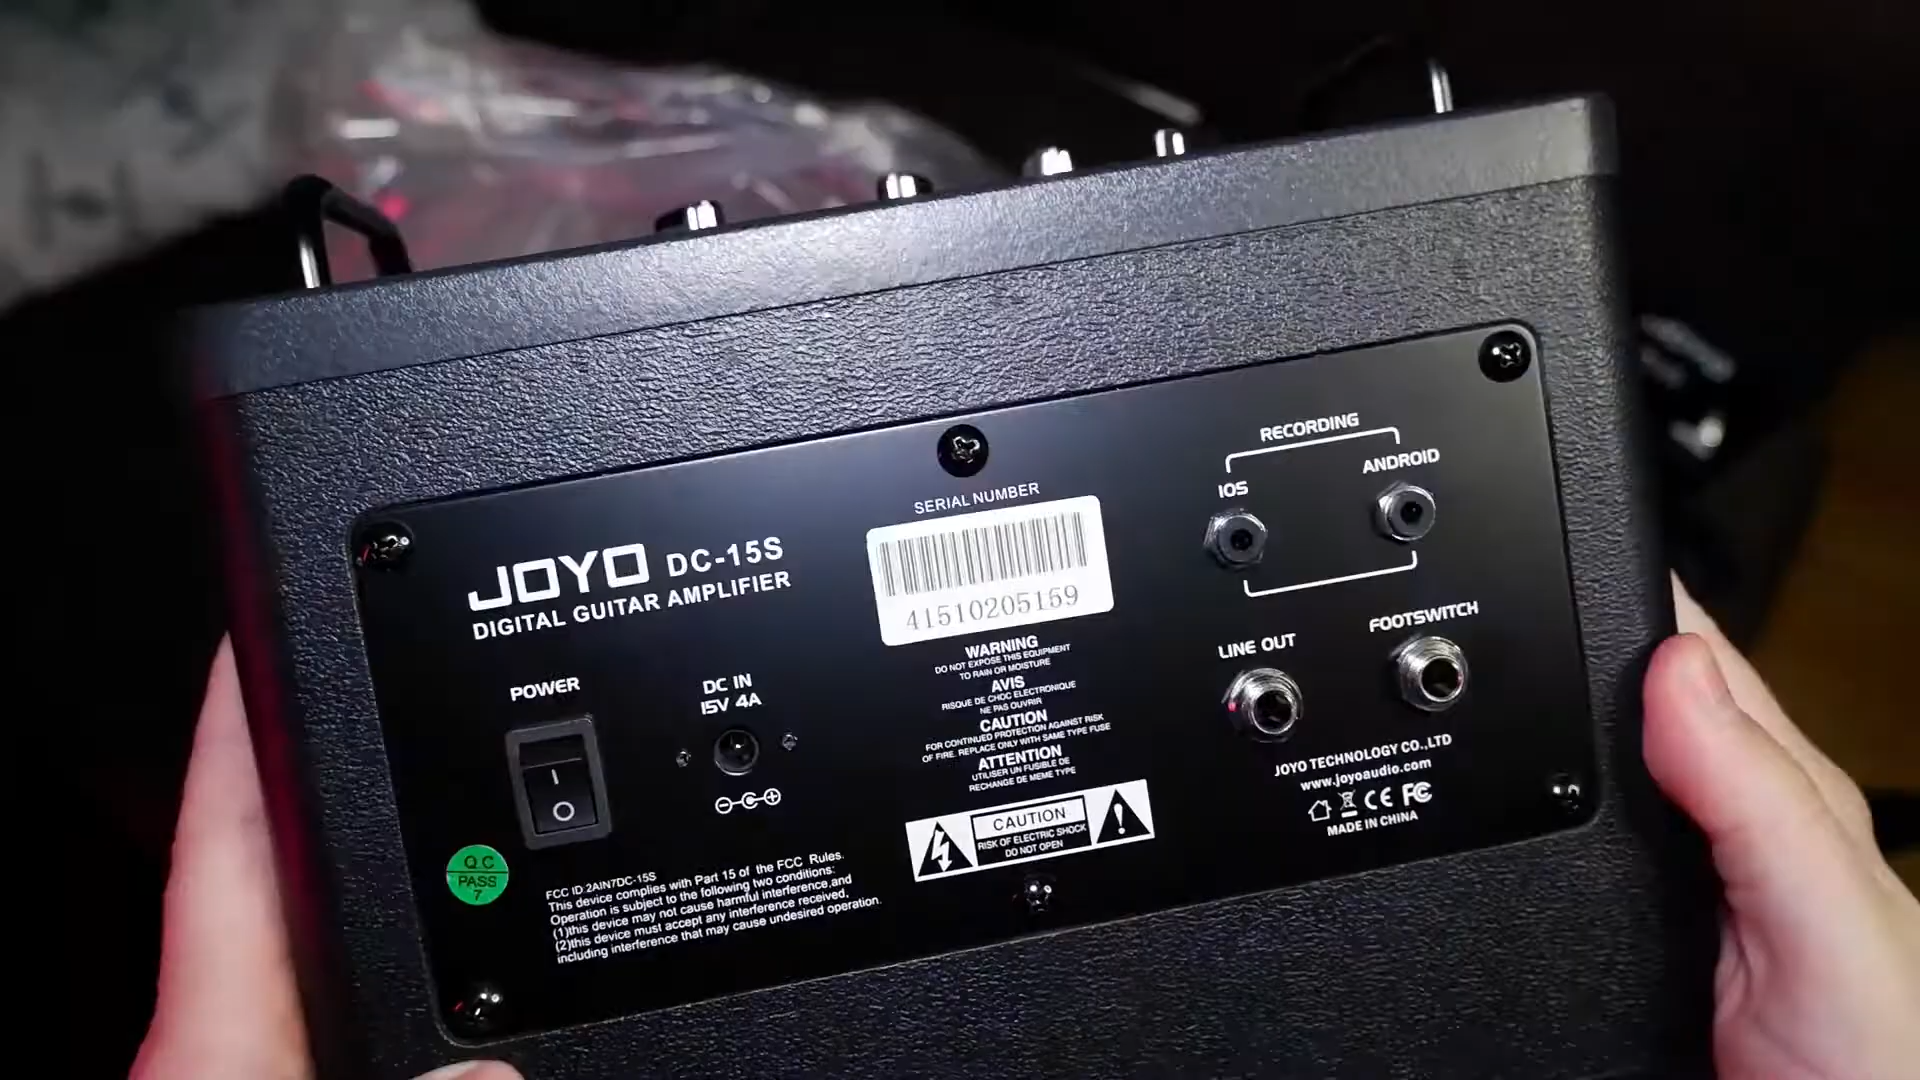 JOYO DC-15S
DIGITAL GUITAR AMPLIFIER
POWER
I
O
DC IN
15V 4A
QC
PASS
7
FCC ID:2AIN7DC-15S
This device complies with Part 15 of the FCC Rules.
Operation is subject to the following two conditions:
(1)this device may not cause harmful interference,and
(2)this device must accept any interference received,
including interference that may cause undesired operation.
SERIAL NUMBER
41510205159
WARNING
DO NOT EXPOSE THIS EQUIPMENT
TO RAIN OR MOISTURE
AVIS
RISQUE DE CHOC ELECTRONIQUE
NE PAS OUVRIR
CAUTION
FOR CONTINUED PROTECTION AGAINST RISK
OF FIRE. REPLACE ONLY WITH SAME TYPE FUSE
ATTENTION
UTILISER UN FUSIBLE DE
RECHANGE DE MEME TYPE
CAUTION
RISK OF ELECTRIC SHOCK
DO NOT OPEN
RECORDING
IOS
ANDROID
LINE OUT
FOOTSWITCH
JOYO TECHNOLOGY CO.,LTD
www.joyoaudio.com
CE FC
MADE IN CHINA